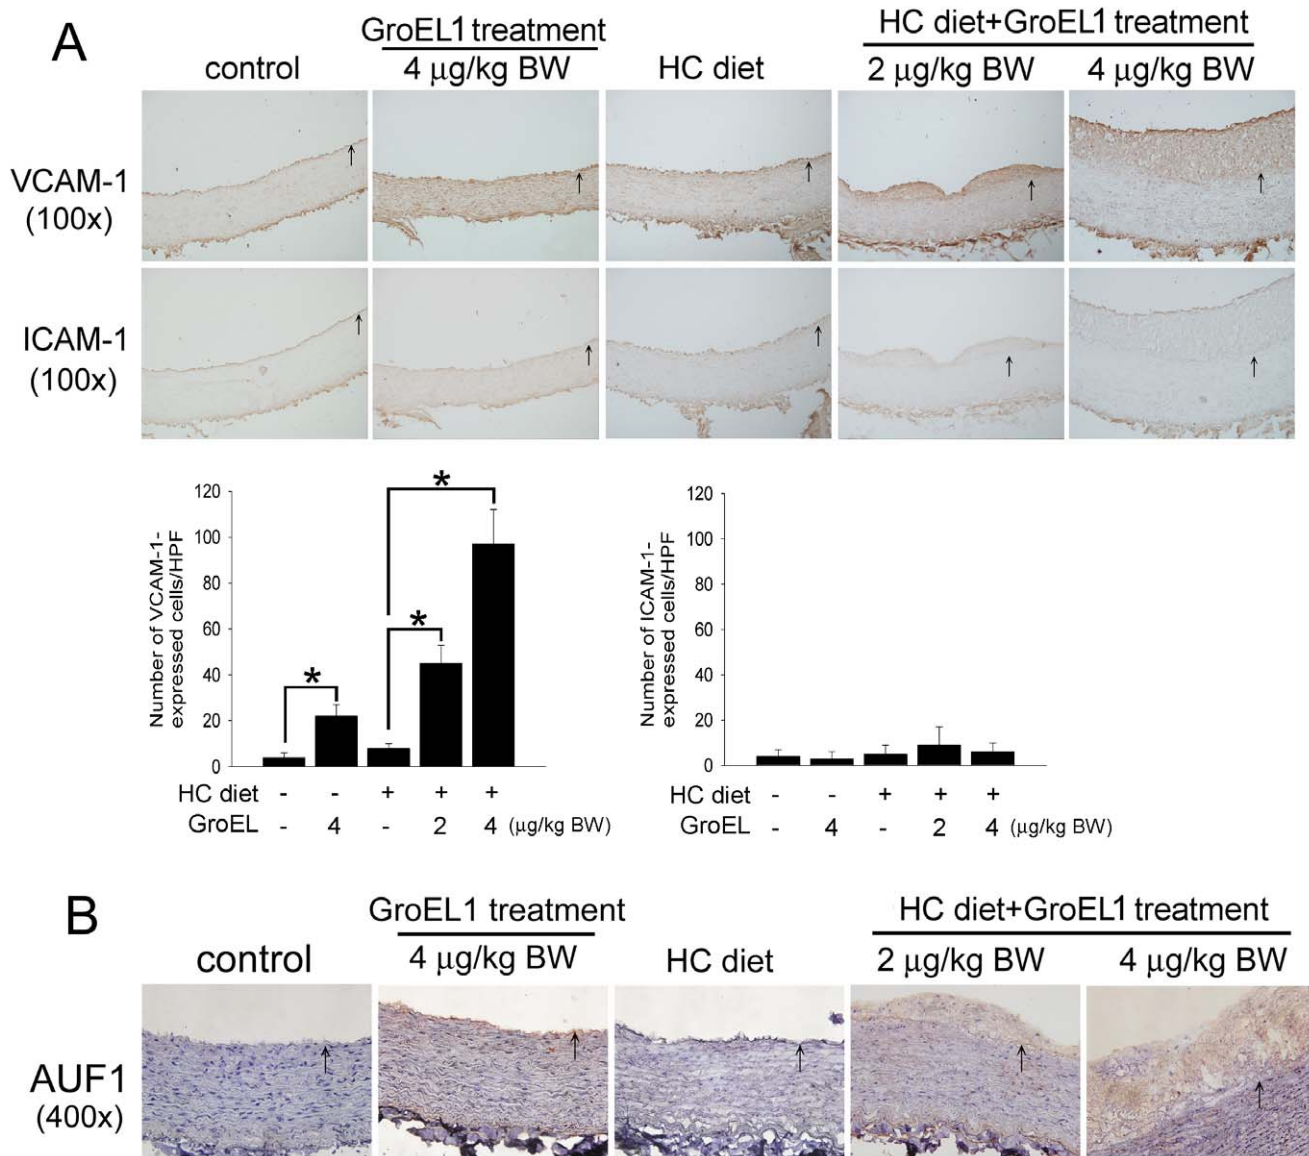 A
GroEL1 treatment
HC diet+GroEL1 treatment
control
4 µg/kg BW
HC diet
2 µg/kg BW
4 µg/kg BW
VCAM-1
(100x)
ICAM-1
(100x)
Number of VCAM-1-
expressed cells/HPF
120
100
80
60
40
20
0
*
*
*
HC diet - - + + +
GroEL - 4 - 2 4 (µg/kg BW)
Number of ICAM-1-
expressed cells/HPF
120
100
80
60
40
20
0
HC diet - - + + +
GroEL - 4 - 2 4 (µg/kg BW)
B
GroEL1 treatment
HC diet+GroEL1 treatment
control
4 µg/kg BW
HC diet
2 µg/kg BW
4 µg/kg BW
AUF1
(400x)